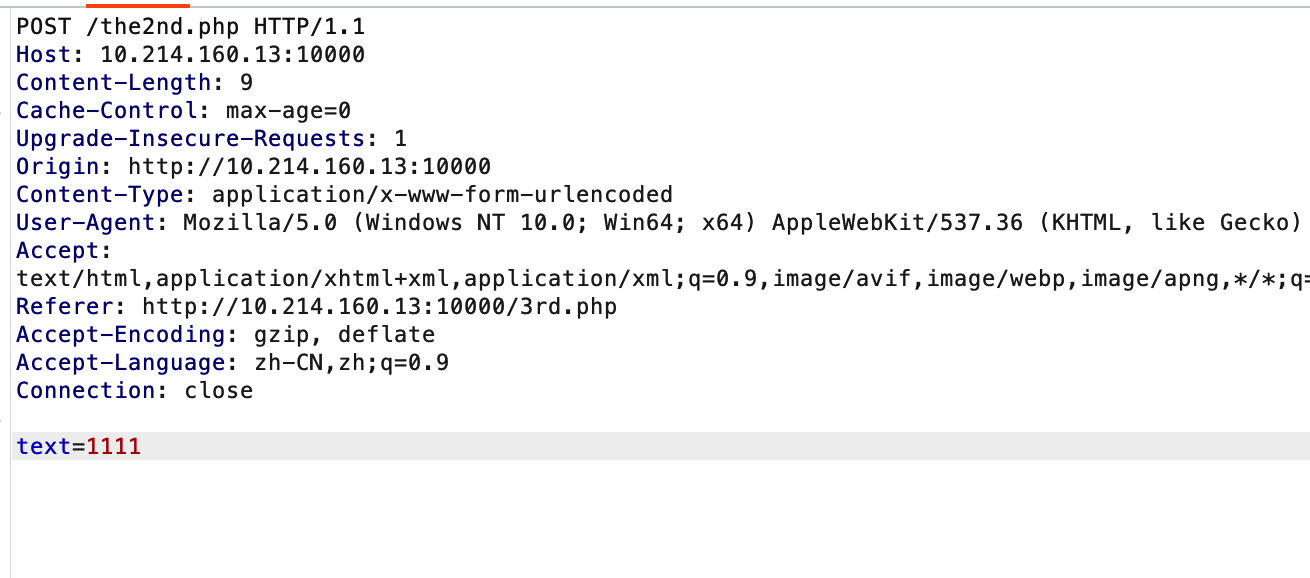 POST /the2nd.php HTTP/1.1
Host: 10.214.160.13:10000
Content-Length: 9
Cache-Control: max-age=0
Upgrade-Insecure-Requests: 1
Origin: http://10.214.160.13:10000
Content-Type: application/x-www-form-urlencoded
User-Agent: Mozilla/5.0 (Windows NT 10.0; Win64; x64) AppleWebKit/537.36 (KHTML, like Gecko)
Accept:
text/html,application/xhtml+xml,application/xml;q=0.9,image/avif,image/webp,image/apng,*/*;q=
Referer: http://10.214.160.13:10000/3rd.php
Accept-Encoding: gzip, deflate
Accept-Language: zh-CN,zh;q=0.9
Connection: close
text=1111